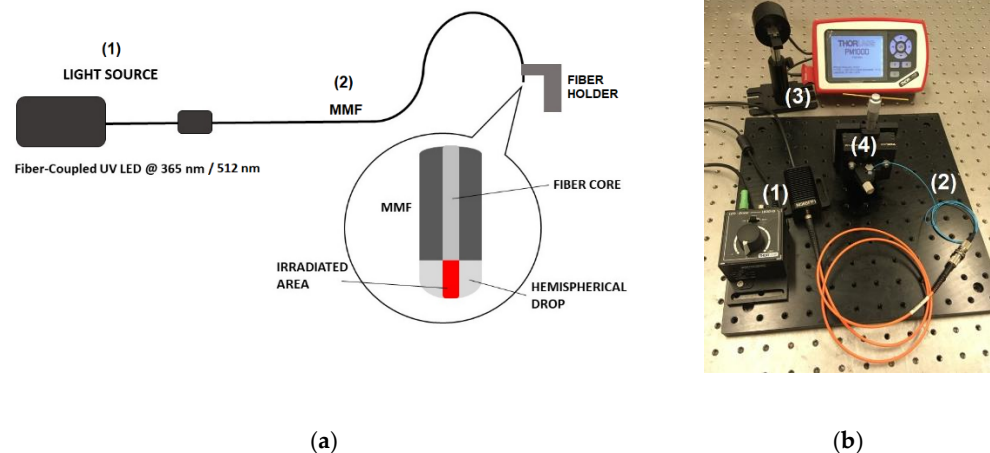 (1)
LIGHT SOURCE
(2)
MMF
FIBER
HOLDER
Fiber-Coupled UV LED @ 365 nm / 512 nm
MMF
FIBER CORE
IRRADIATED
AREA
HEMISPHERICAL
DROP
(a)
THORLABS
PM100D
(3)
(4)
(1)
(2)
(b)